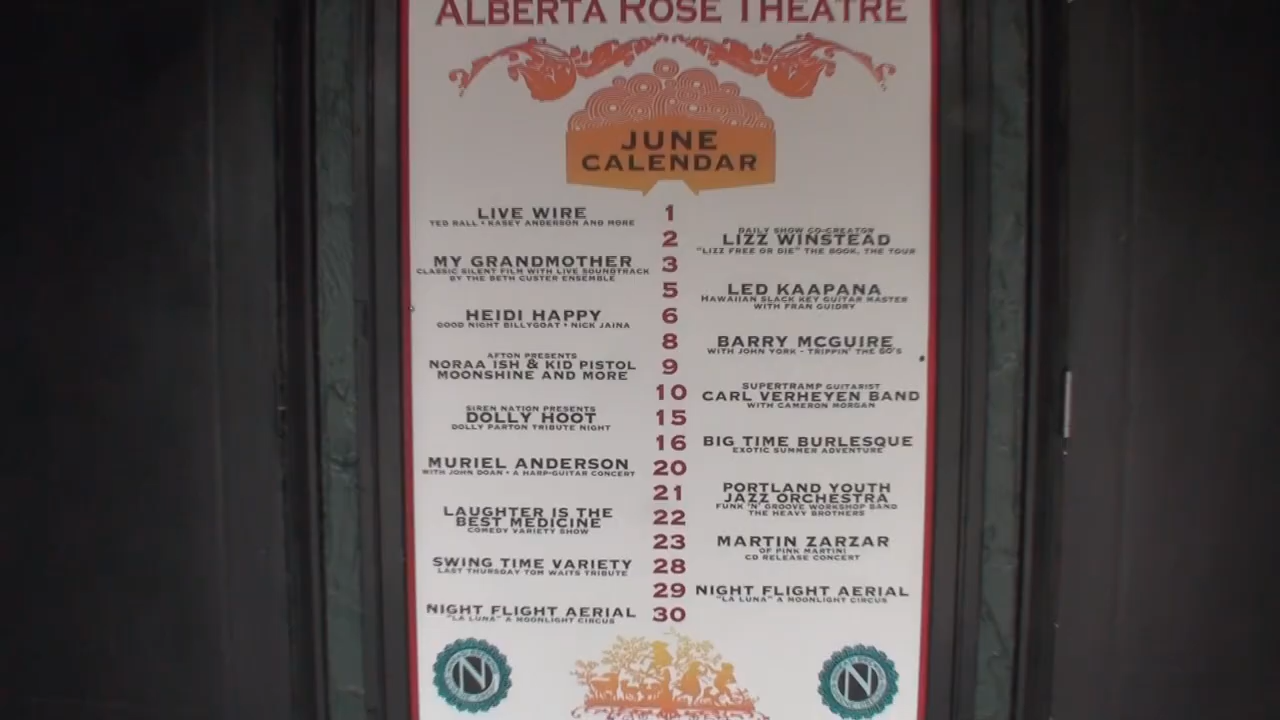 ALBERTA ROSE THEATRE
JUNE
CALENDAR
LIVE WIRE
TED RALL • KASEY ANDERSON AND MORE
1
2
DAILY SHOW CO-CREATOR
LIZZ WINSTEAD
"LIZZ FREE OR DIE" THE BOOK, THE TOUR
MY GRANDMOTHER
CLASSIC SILENT FILM WITH LIVE SOUNDTRACK
BY THE BETH CUSTER ENSEMBLE
3
5
LED KAAPANA
HAWAIIAN SLACK KEY GUITAR MASTER
WITH FRAN GUIDRY
HEIDI HAPPY
GOOD NIGHT BILLYGOAT • NICK JAINA
6
8
BARRY MCGUIRE
WITH JOHN YORK - TRIPPIN' THE 60'S
AFTON PRESENTS
NORAA ISH & KID PISTOL
MOONSHINE AND MORE
9
10
SUPERTRAMP GUITARIST
CARL VERHEYEN BAND
WITH CAMERON MORGAN
SIREN NATION PRESENTS
DOLLY HOOT
DOLLY PARTON TRIBUTE NIGHT
15
16
BIG TIME BURLESQUE
EXOTIC SUMMER ADVENTURE
MURIEL ANDERSON
WITH JOHN DOAN • A HARP-GUITAR CONCERT
20
21
PORTLAND YOUTH
JAZZ ORCHESTRA
FUNK 'N' GROOVE WORKSHOP BAND
THE HEAVY BROTHERS
LAUGHTER IS THE
BEST MEDICINE
COMEDY VARIETY SHOW
22
23
MARTIN ZARZAR
OF PINK MARTINI
CD RELEASE CONCERT
SWING TIME VARIETY
LAST THURSDAY TOM WAITS TRIBUTE
28
29
NIGHT FLIGHT AERIAL
"LA LUNA" A MOONLIGHT CIRCUS
NIGHT FLIGHT AERIAL
"LA LUNA" A MOONLIGHT CIRCUS
30
N
N